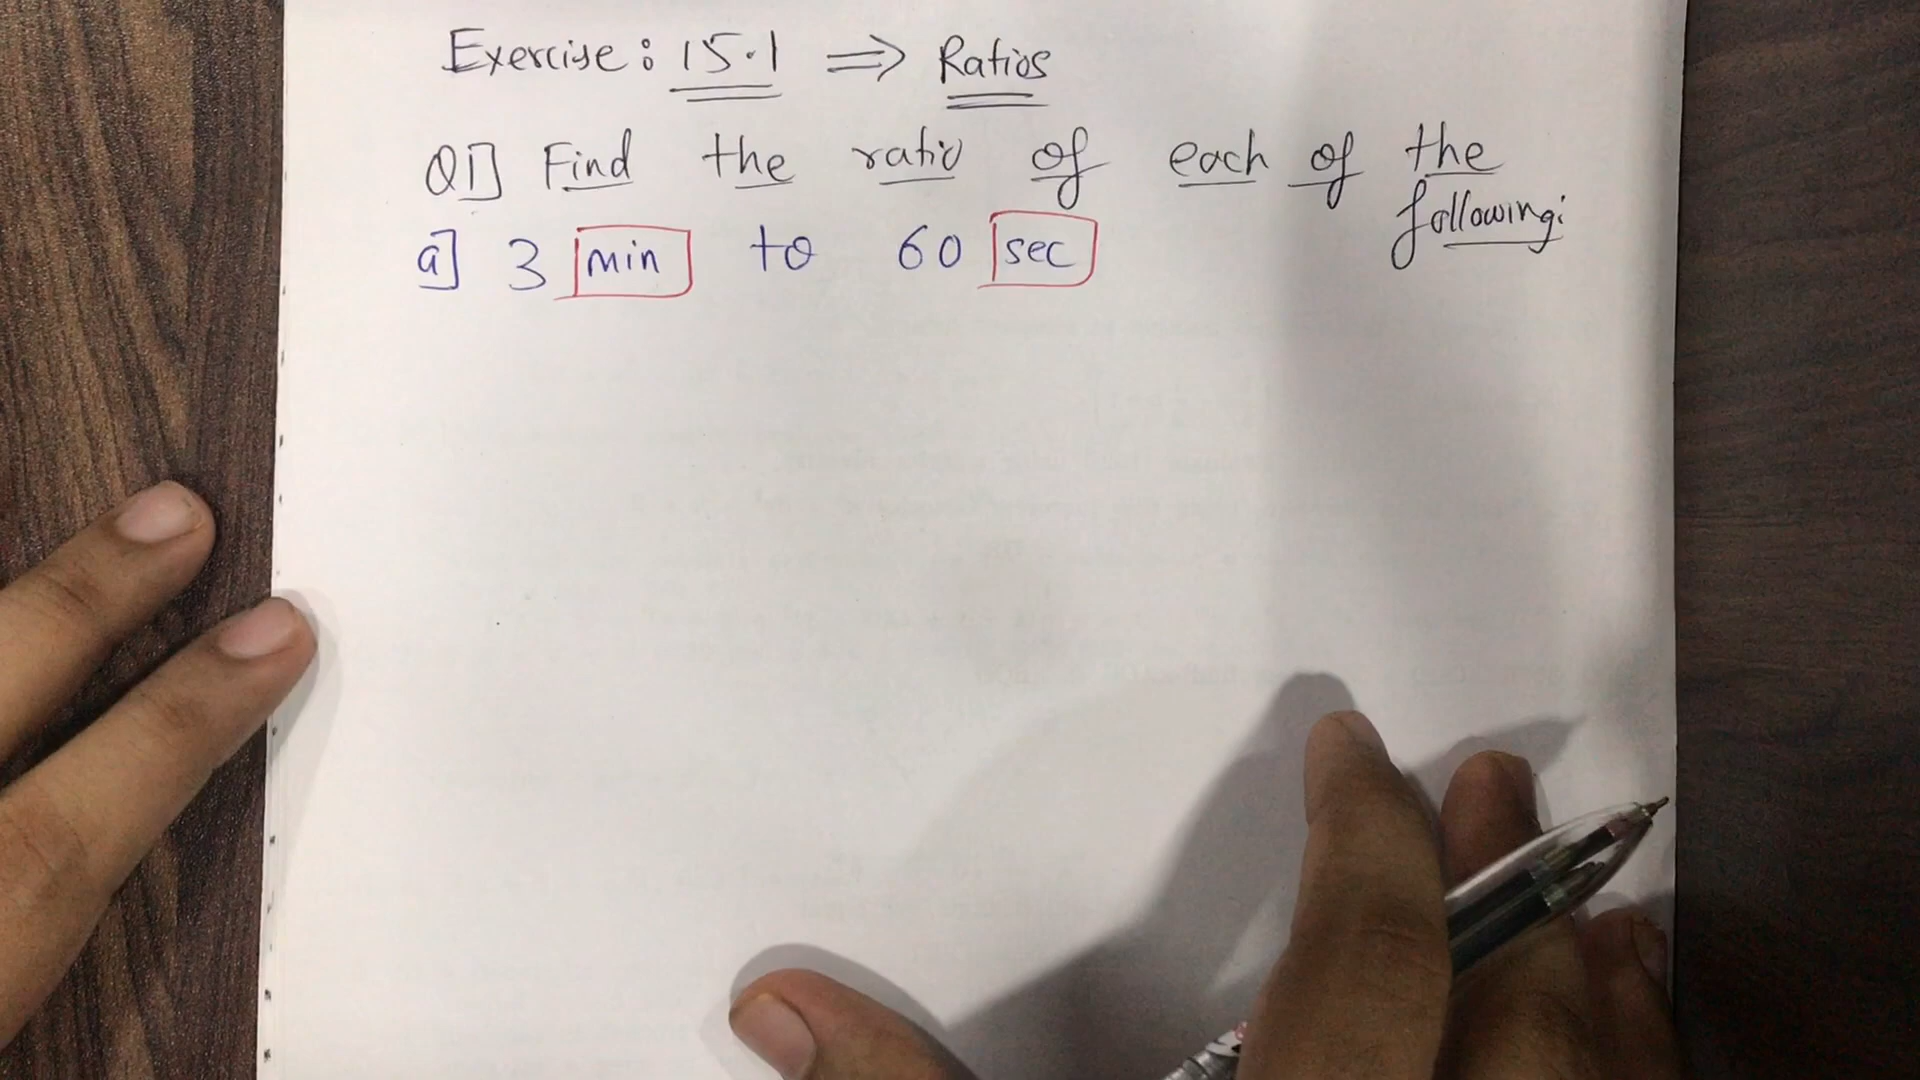 Exercise: 15.1 ⇒ Ratios
Q1] Find the ratio of each of the
following:
a] 3 min to 60 sec